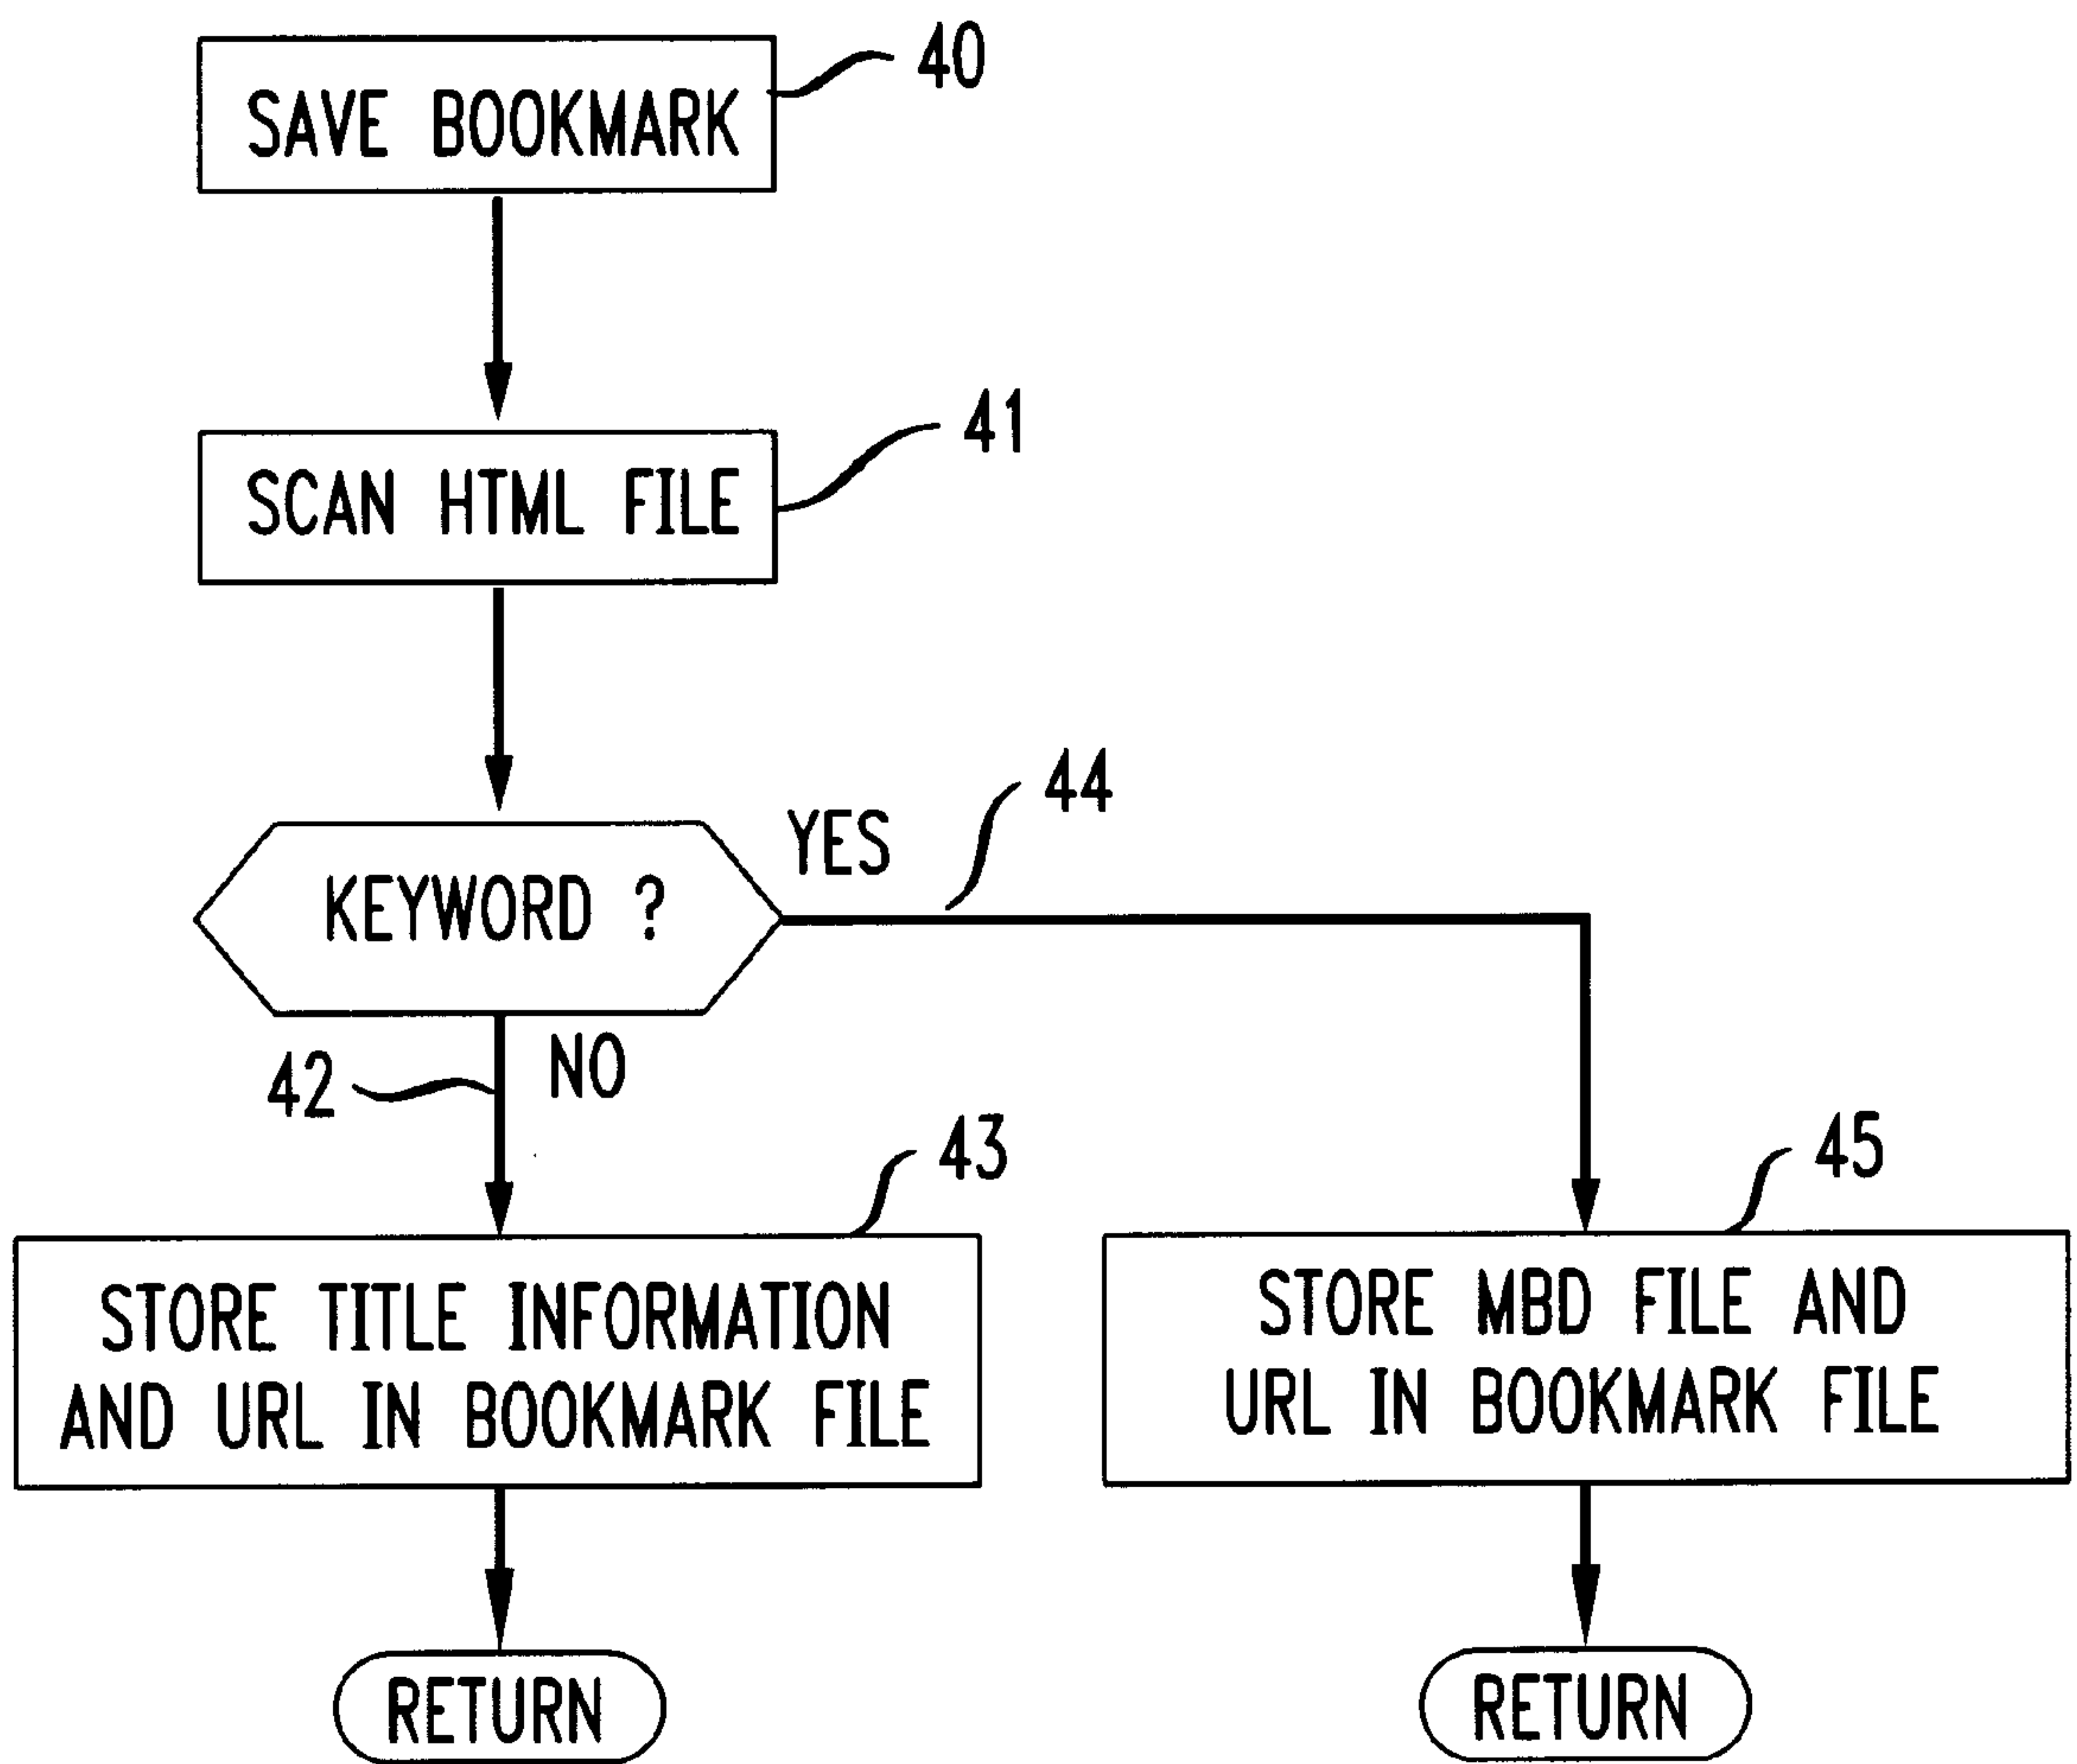 SAVE BOOKMARK
40
SCAN HTML FILE
41
KEYWORD ?
YES
44
42
NO
43
45
STORE TITLE INFORMATION
AND URL IN BOOKMARK FILE
STORE MBD FILE AND
URL IN BOOKMARK FILE
RETURN
RETURN